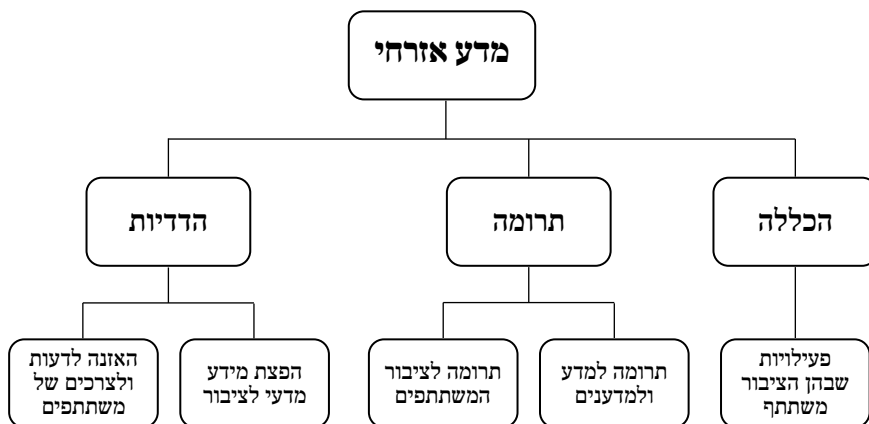 מדע אזרחי
הכללה
תרומה
הדדיות
פעילויות
שבהן הציבור
משתתף
תרומה למדע
ולמדענים
תרומה לציבור
המשתתפים
הפצת מידע
מדעי לציבור
האזנה לדעות
ולצרכים של
משתתפים